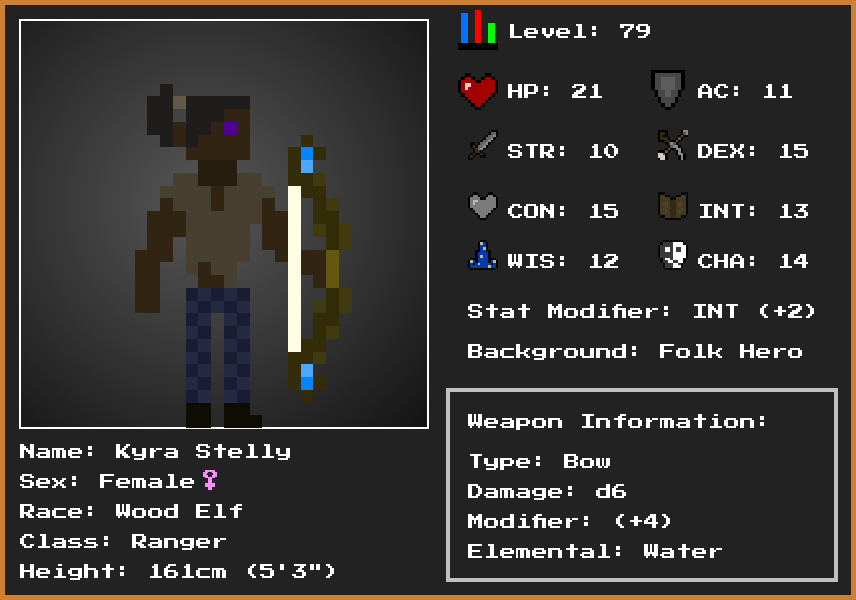 Level: 79
HP: 21
AC: 11
STR: 10
DEX: 15
CON: 15
INT: 13
WIS: 12
CHA: 14
Stat Modifier: INT (+2)
Background: Folk Hero
Name: Kyra Stelly
Sex: Female♀
Race: Wood Elf
Class: Ranger
Height: 161cm (5'3")
Weapon Information:
Type: Bow
Damage: d6
Modifier: (+4)
Elemental: Water